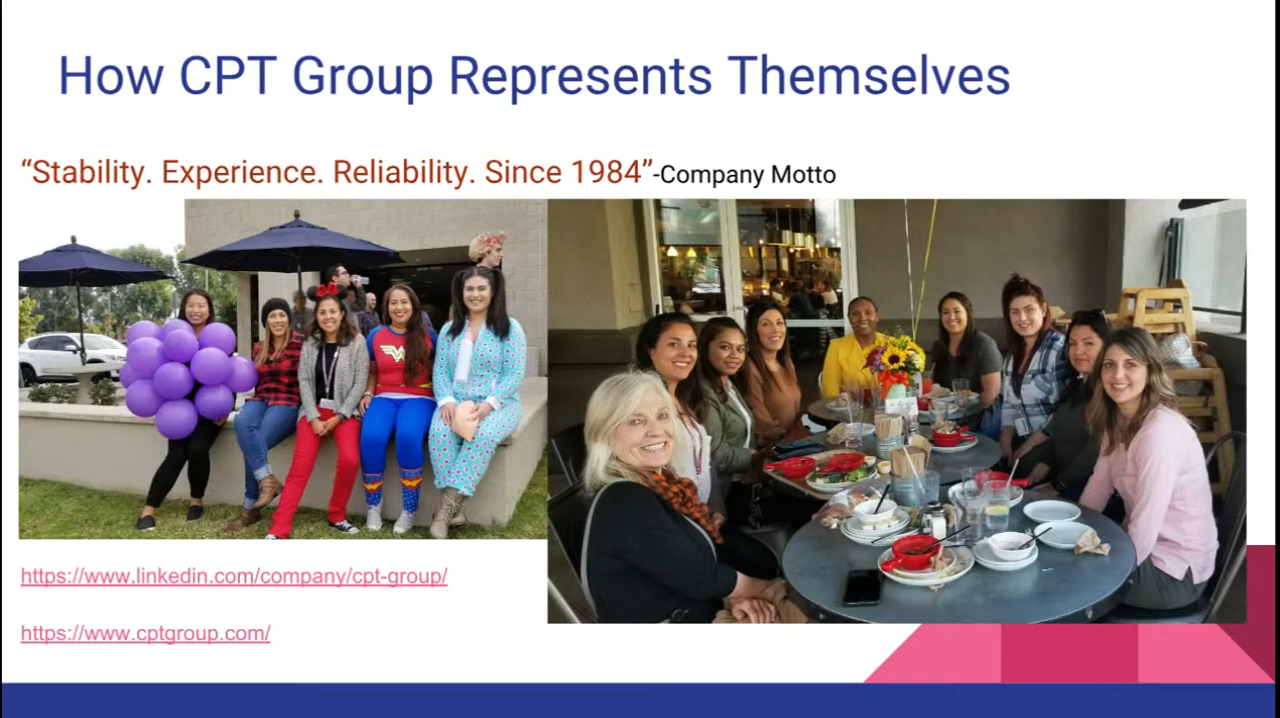 How CPT Group Represents Themselves
“Stability. Experience. Reliability. Since 1984”-Company Motto
https://www.linkedin.com/company/cpt-group/
https://www.cptgroup.com/